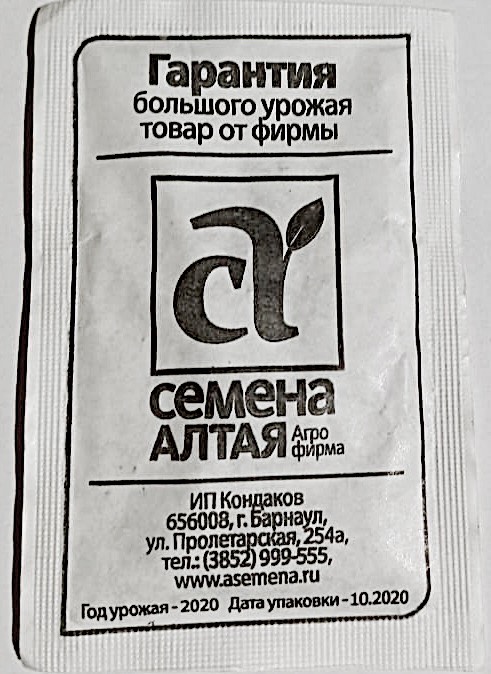 Гарантия
большого урожая
товар от фирмы
са
семена
АЛТАЯ Агро
фирма
ИП Кондаков
656008, г. Барнаул,
ул. Пролетарская, 254а,
тел.: (3852) 999-555,
www.asemena.ru
Год урожая - 2020 Дата упаковки - 10.2020